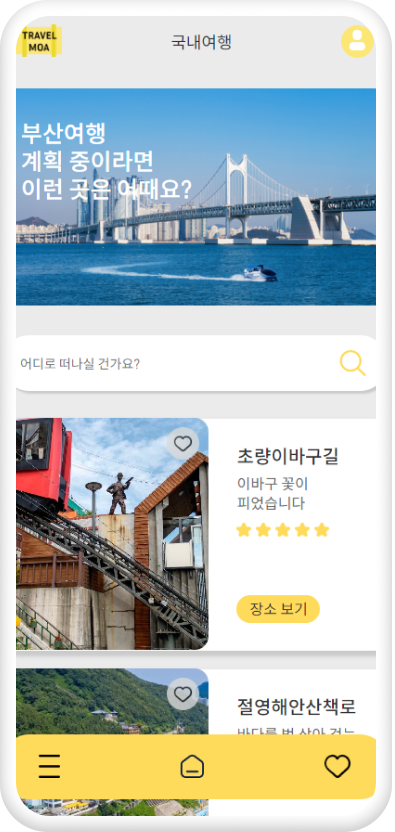 TRAVEL
MOA
국내여행
부산여행
계획 중이라면
이런 곳은 어때요?
어디로 떠나실 건가요?
초량이바구길
이바구 꽃이
피었습니다
장소 보기
절영해안산책로